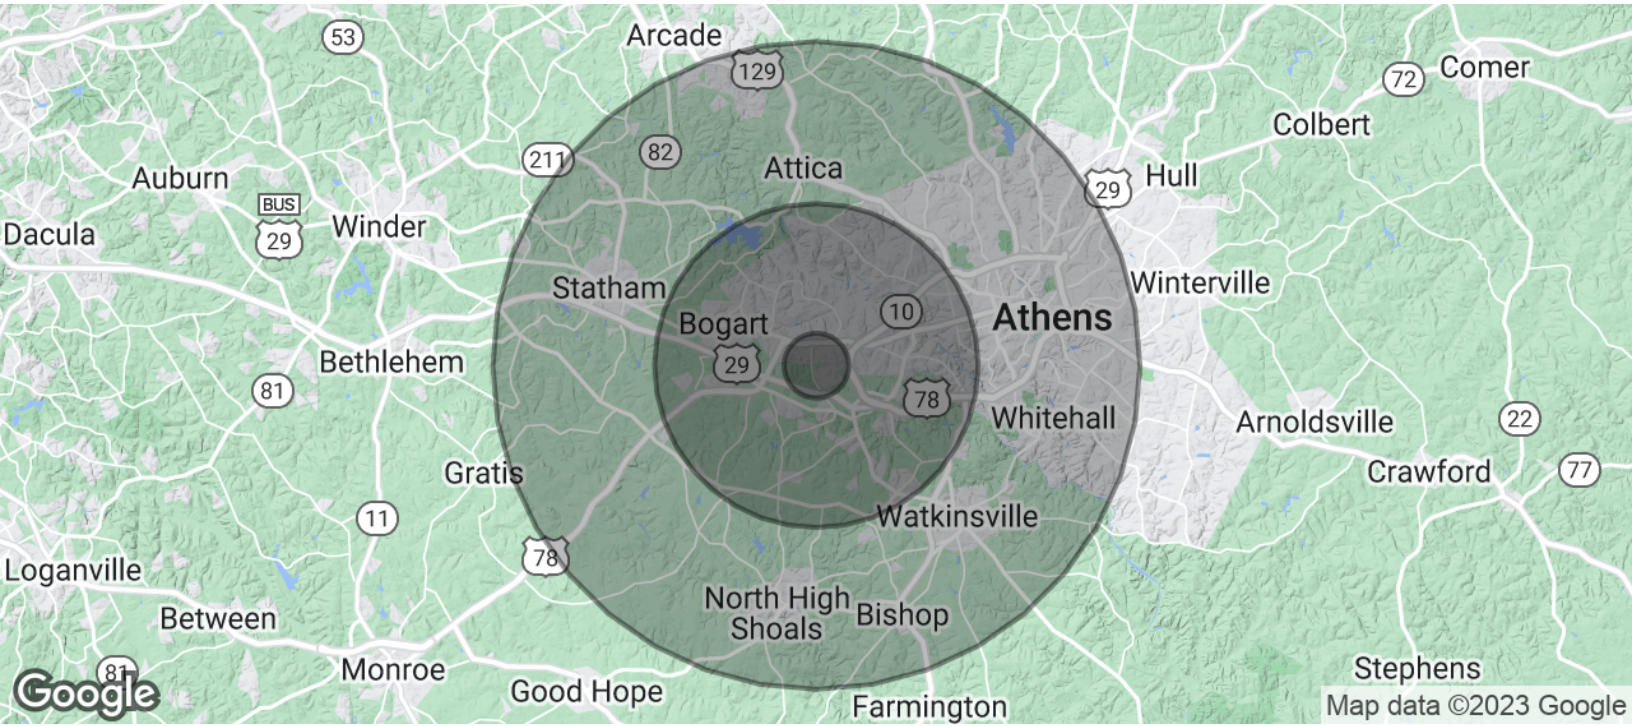 53
Arcade
129
Comer
72
Colbert
211
82
Attica
Auburn
29
Hull
BUS
29
Winder
Dacula
Statham
Winterville
Bogart
10
Athens
29
Bethlehem
81
78
Whitehall
Arnoldsville
22
Gratis
Crawford
77
11
Watkinsville
78
Loganville
North High
Shoals
Bishop
Between
81
Monroe
Stephens
Google
Good Hope
Farmington
Map data ©2023 Google